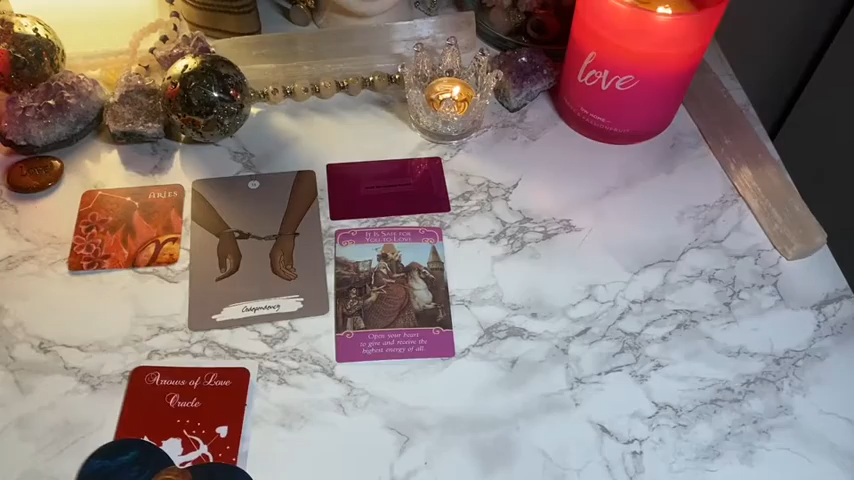 love
ARIES
Codependency
IT IS SAFE FOR
YOU TO LOVE
Open your heart
to give and receive the
highest energy of all.
Arrows of Love
Oracle